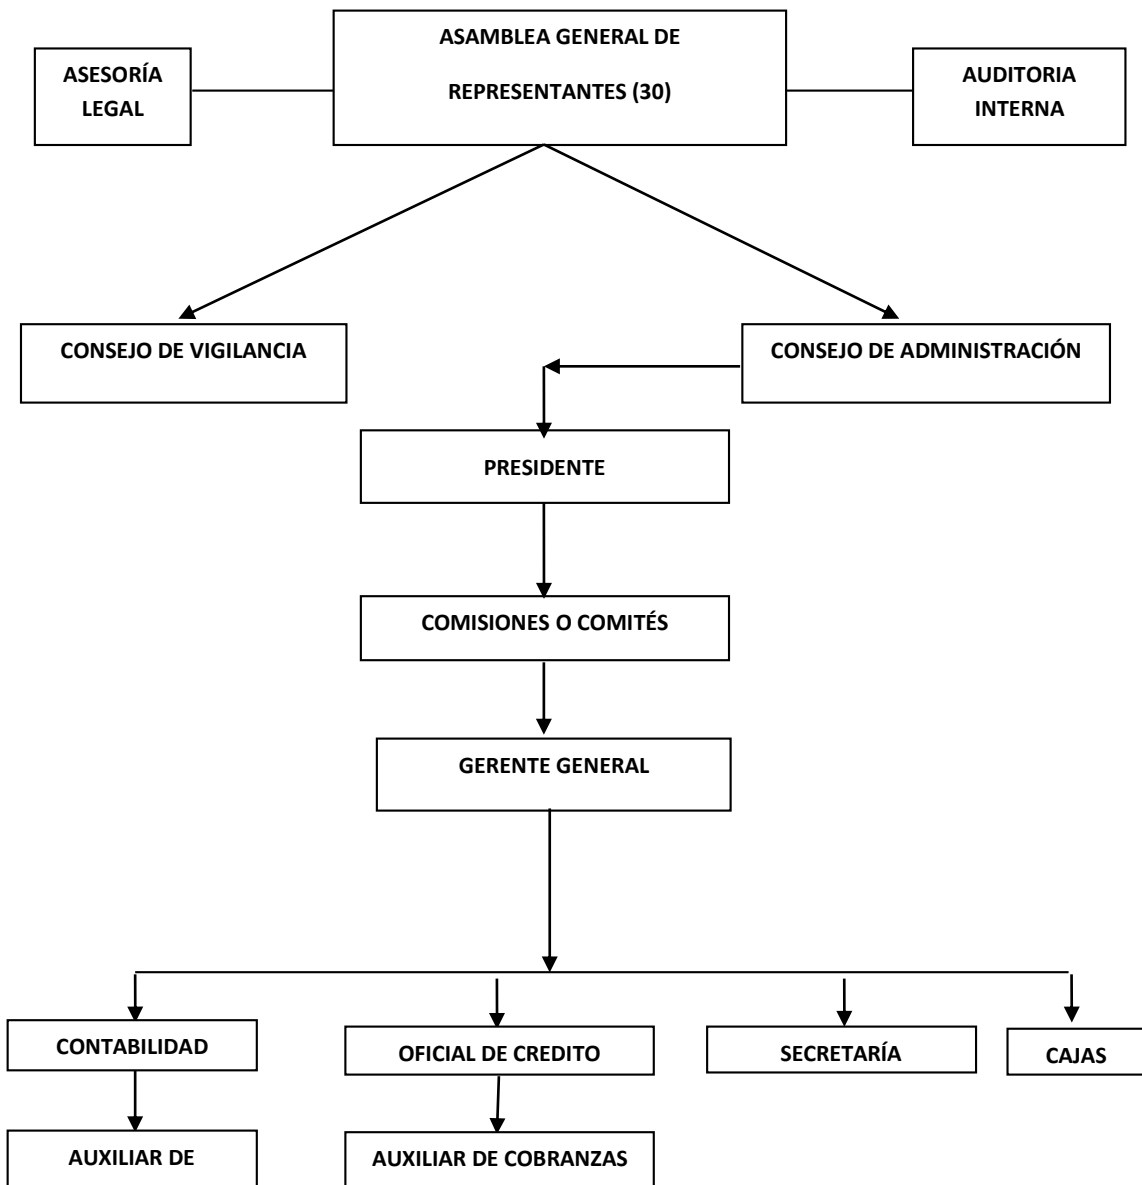 ASAMBLEA GENERAL DE
REPRESENTANTES (30)
ASESORÍA
LEGAL
AUDITORIA
INTERNA
CONSEJO DE VIGILANCIA
CONSEJO DE ADMINISTRACIÓN
PRESIDENTE
COMISIONES O COMITÉS
GERENTE GENERAL
CONTABILIDAD
OFICIAL DE CREDITO
SECRETARÍA
CAJAS
AUXILIAR DE
AUXILIAR DE COBRANZAS